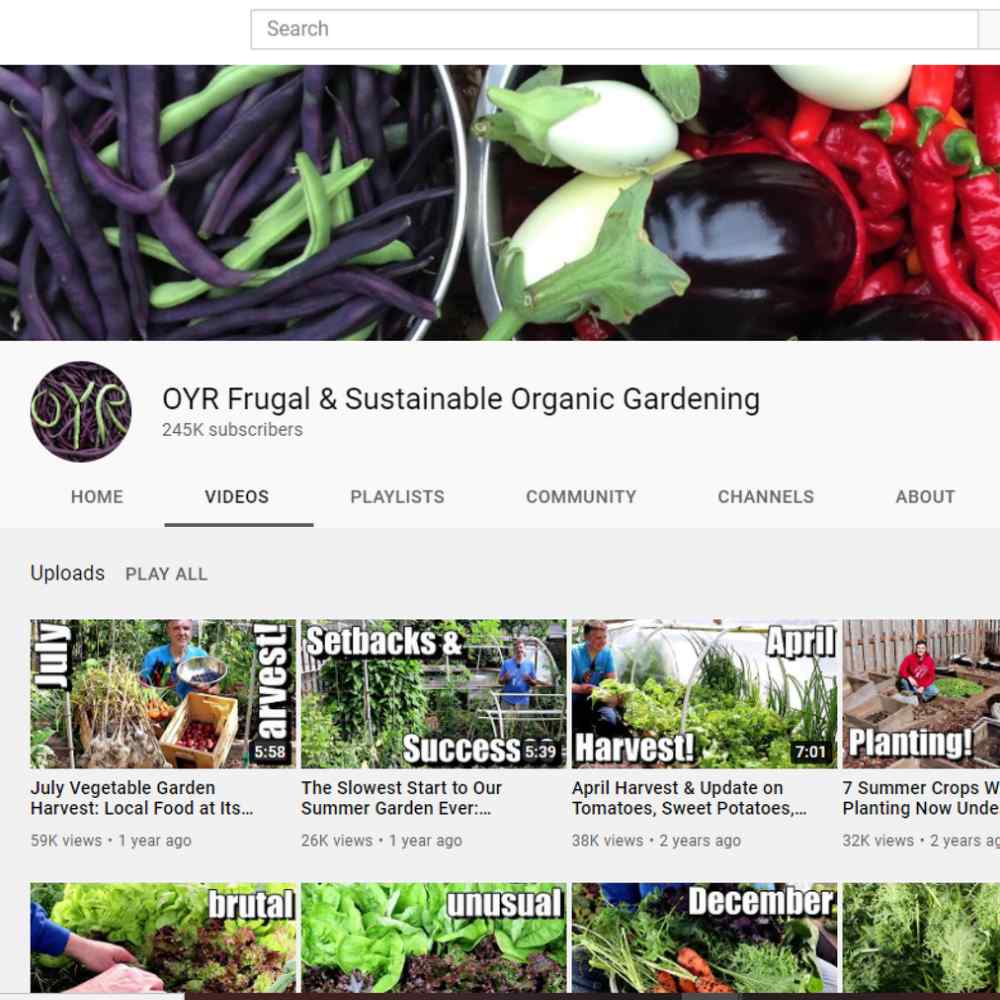 Search
OYR
OYR Frugal & Sustainable Organic Gardening
245K subscribers
HOME VIDEOS PLAYLISTS COMMUNITY CHANNELS ABOUT
Uploads PLAY ALL
July
arvest!
5:58
Setbacks &
Success
5:39
April
Harvest!
7:01
Planting!
July Vegetable Garden
Harvest: Local Food at Its...
59K views • 1 year ago
The Slowest Start to Our
Summer Garden Ever:...
26K views • 1 year ago
April Harvest & Update on
Tomatoes, Sweet Potatoes,...
38K views • 2 years ago
7 Summer Crops W
Planting Now Unde
32K views • 2 years ag
brutal
unusual
December